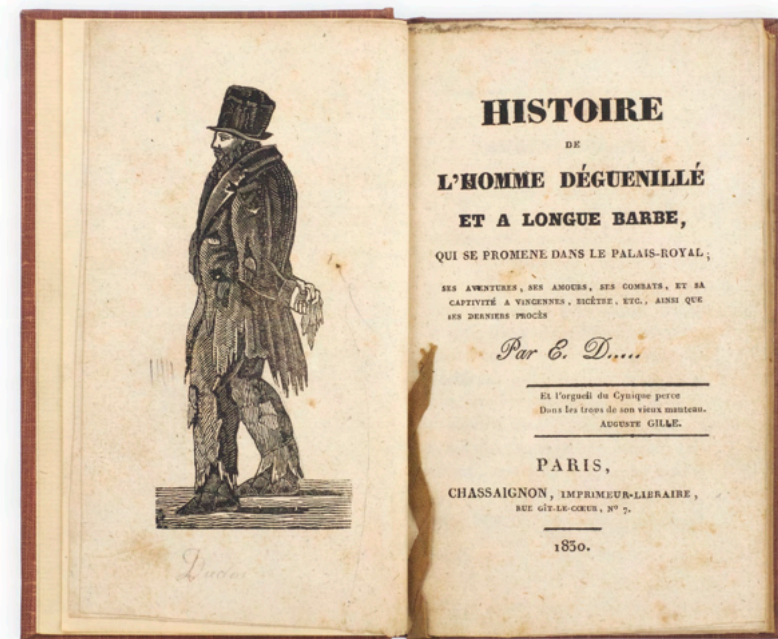 HISTOIRE
DE
L'HOMME DÉGUENILLÉ
ET A LONGUE BARBE,
QUI SE PROMENE DANS LE PALAIS-ROYAL;
SES AVENTURES, SES AMOURS, SES COMBATS, ET SA
CAPTIVITÉ A VINCENNES, BICÊTRE, ETC., AINSI QUE
SES DERNIERS PROCÈS
Par E. D.....
Et l'orgueil du Cynique perce
Dans les trous de son vieux manteau.
AUGUSTE GILLE.
PARIS,
CHASSAIGNON, IMPRIMEUR-LIBRAIRE,
RUE GÎT-LE-CŒUR, N° 7.
1830.